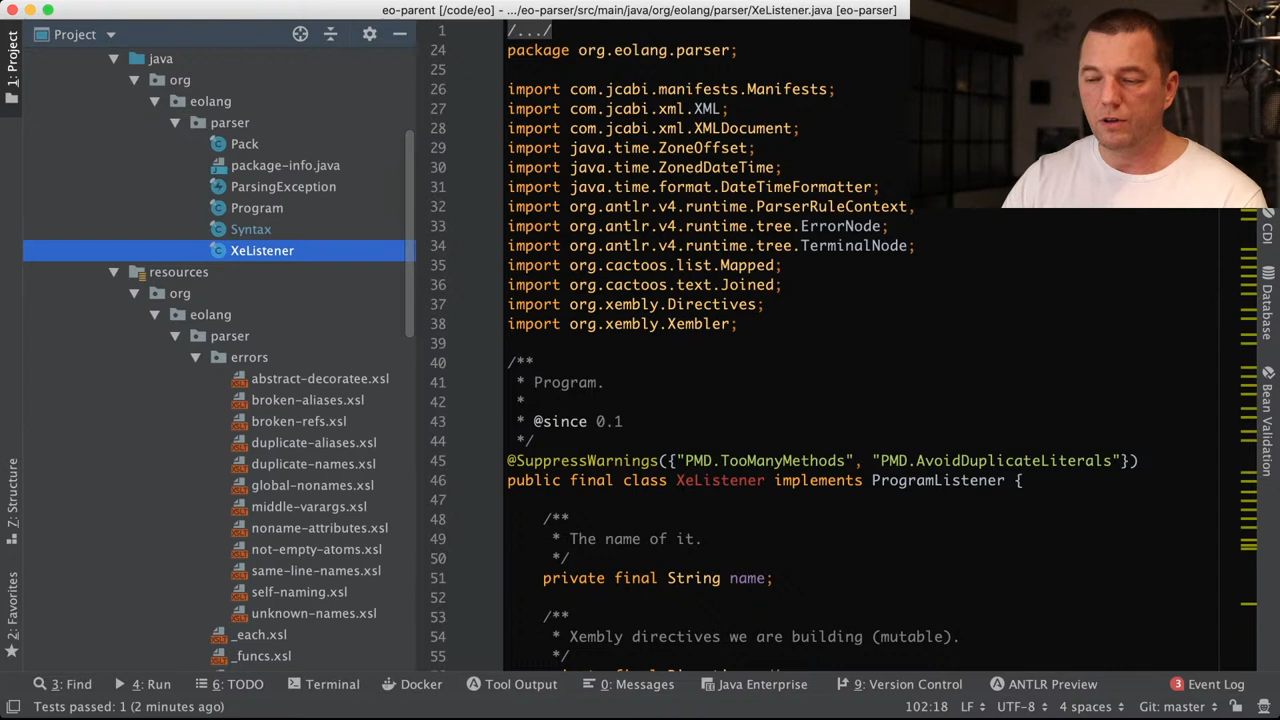 eo-parent [/code/eo] - .../eo-parser/src/main/java/org/eolang/parser/XeListener.java [eo-parser]
1: Project
Project
java
org
eolang
parser
Pack
package-info.java
ParsingException
Program
Syntax
XeListener
resources
org
eolang
parser
errors
abstract-decoratee.xsl
broken-aliases.xsl
broken-refs.xsl
duplicate-aliases.xsl
duplicate-names.xsl
global-nonames.xsl
middle-varargs.xsl
noname-attributes.xsl
not-empty-atoms.xsl
same-line-names.xsl
self-naming.xsl
unknown-names.xsl
_each.xsl
_funcs.xsl
Z: Structure
2: Favorites
1 /.../
24 package org.eolang.parser;
25
26 import com.jcabi.manifests.Manifests;
27 import com.jcabi.xml.XML;
28 import com.jcabi.xml.XMLDocument;
29 import java.time.ZoneOffset;
30 import java.time.ZonedDateTime;
31 import java.time.format.DateTimeFormatter;
32 import org.antlr.v4.runtime.ParserRuleContext,
33 import org.antlr.v4.runtime.tree.ErrorNode;
34 import org.antlr.v4.runtime.tree.TerminalNode;
35 import org.cactoos.list.Mapped;
36 import org.cactoos.text.Joined;
37 import org.xembly.Directives;
38 import org.xembly.Xembler;
39
40 /**
41 * Program.
42 *
43 * @since 0.1
44 */
45 @SuppressWarnings({"PMD.TooManyMethods", "PMD.AvoidDuplicateLiterals"})
46 public final class XeListener implements ProgramListener {
47
48 /**
49 * The name of it.
50 */
51 private final String name;
52
53 /**
54 * Xembly directives we are building (mutable).
55 */
CDI
Database
Bean Validation
3: Find 4: Run 6: TODO Terminal Docker Tool Output 0: Messages Java Enterprise 9: Version Control ANTLR Preview 3 Event Log
Tests passed: 1 (2 minutes ago) 102:18 LF UTF-8 4 spaces Git: master